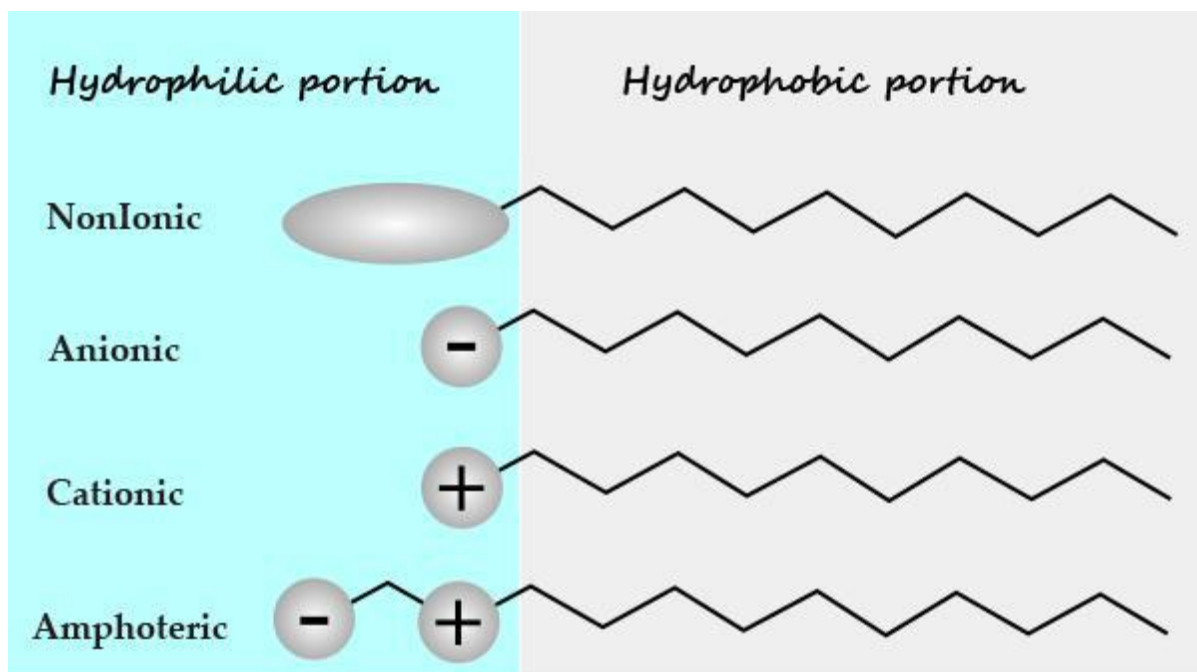 Hydrophilic portion
Hydrophobic portion
NonIonic
Anionic
-
Cationic
+
Amphoteric
- +